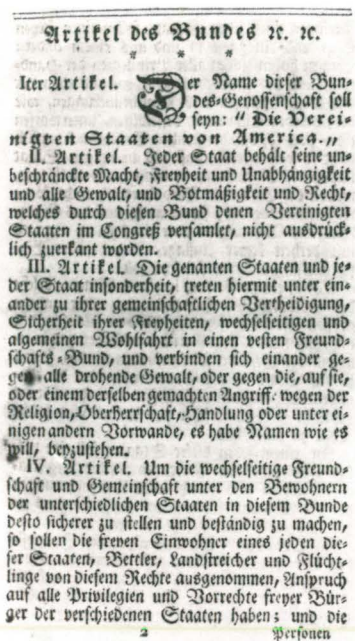 Artikel des Bundes ꝛc. ꝛc.
* * *
Iter Artikel. Der Name dieser Bun=
des=Genossenschaft soll
seyn: “ Die Verei=
nigten Staaten von America.„
II. Artikel. Jeder Staat behält seine un=
beschränckte Macht, Freyheit und Unabhängigkeit
und alle Gewalt, und Botmäßigkeit und Recht,
welches durch diesen Bund denen Vereinigten
Staaten im Congreß versamlet, nicht ausdrück=
lich zuerkant worden.
III. Artikel. Die genanten Staaten und je=
der Staat insonderheit, treten hiermit unter ein=
ander zu ihrer gemeinschaftlichen Vertheidigung,
Sicherheit ihrer Freyheiten, wechselseitigen und
algemeinen Wohlfahrt in einen vesten Freund=
schafts=Bund, und verbinden sich einander ge=
gen alle drohende Gewalt, oder gegen die, auf sie,
oder einem derselben gemachten Angriff, wegen der
Religion, Oberherrschaft, Handlung oder unter ei=
nigen andern Vorwande, es habe Namen wie es
will, beyzustehen.
IV. Artikel. Um die wechselseitige Freund=
schaft und Gemeinschaft unter den Bewohnern
der unterschiedlichen Staaten in diesem Bunde
desto sicherer zu stellen und beständig zu machen,
so sollen die freyen Einwohner eines jeden die=
ser Staaten, Bettler, Landstreicher und Flücht=
linge von diesem Rechte ausgenommen, Anspruch
auf alle Privilegien und Vorrechte freyer Bür=
ger der verschiedenen Staaten haben; und die
2 Personen